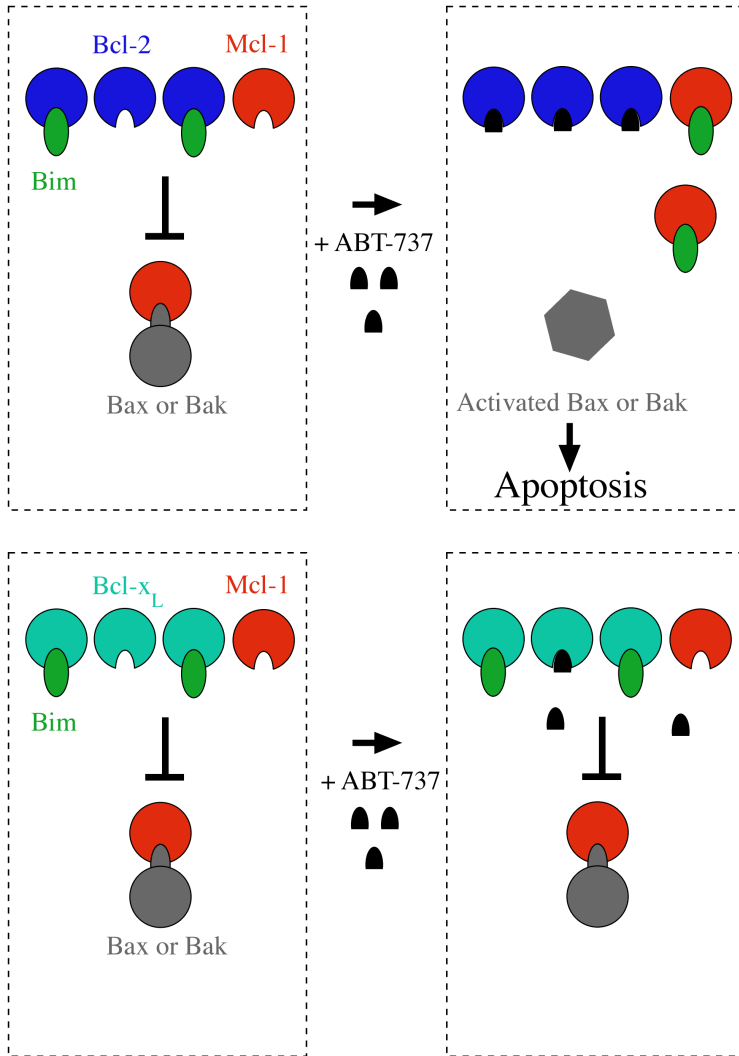 Bcl-2 Mcl-1
Bim
+ ABT-737
Bax or Bak
Activated Bax or Bak
Apoptosis
Bcl-xL Mcl-1
Bim
+ ABT-737
Bax or Bak